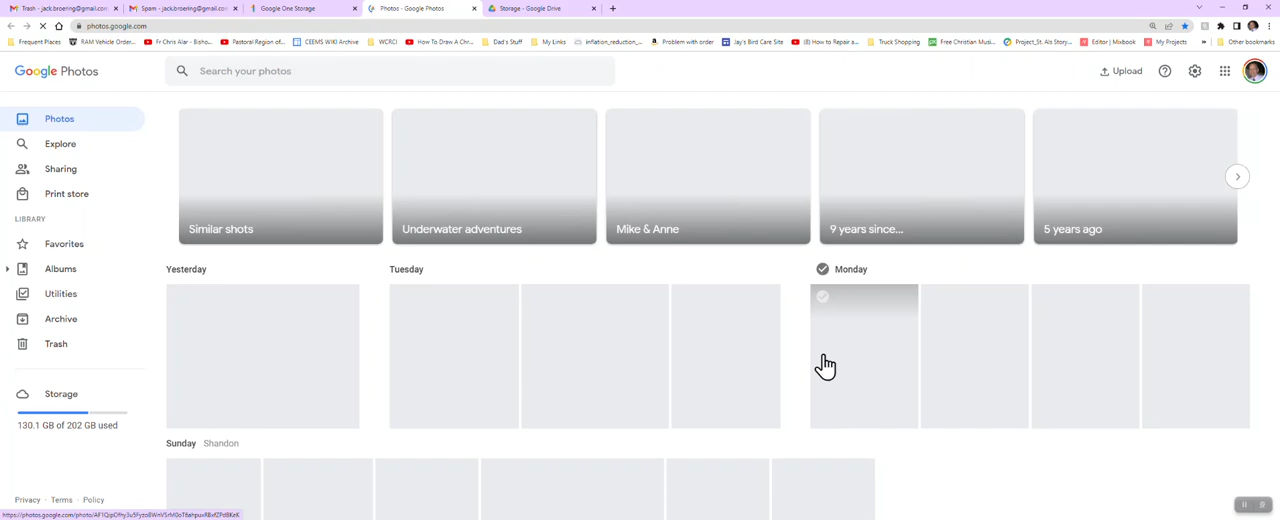 Trash - jack.broering@gmail.com
Spam - jack.broering@gmail.com
Google One Storage
Photos - Google Photos
Storage - Google Drive
photos.google.com
Frequent Places
RAM Vehicle Order...
Fr Chris Alar - Bisho...
Pastoral Region of...
CEEMS WIKI Archive
WCRCI
How To Draw A Chr...
Dad's Stuff
My Links
inflation_reduction_...
Problem with order
Jay's Bird Care Site
(8) How to Repair a...
Truck Shopping
Free Christian Musi...
Project_St. Als Story...
Editor | Mixbook
My Projects
»
Other bookmarks
Google Photos
Search your photos
Upload
Photos
Explore
Sharing
Print store
LIBRARY
Favorites
Albums
Utilities
Archive
Trash
Storage
130.1 GB of 202 GB used
Privacy · Terms · Policy
Similar shots
Underwater adventures
Mike & Anne
9 years since...
5 years ago
Yesterday
Tuesday
Monday
Sunday Shandon